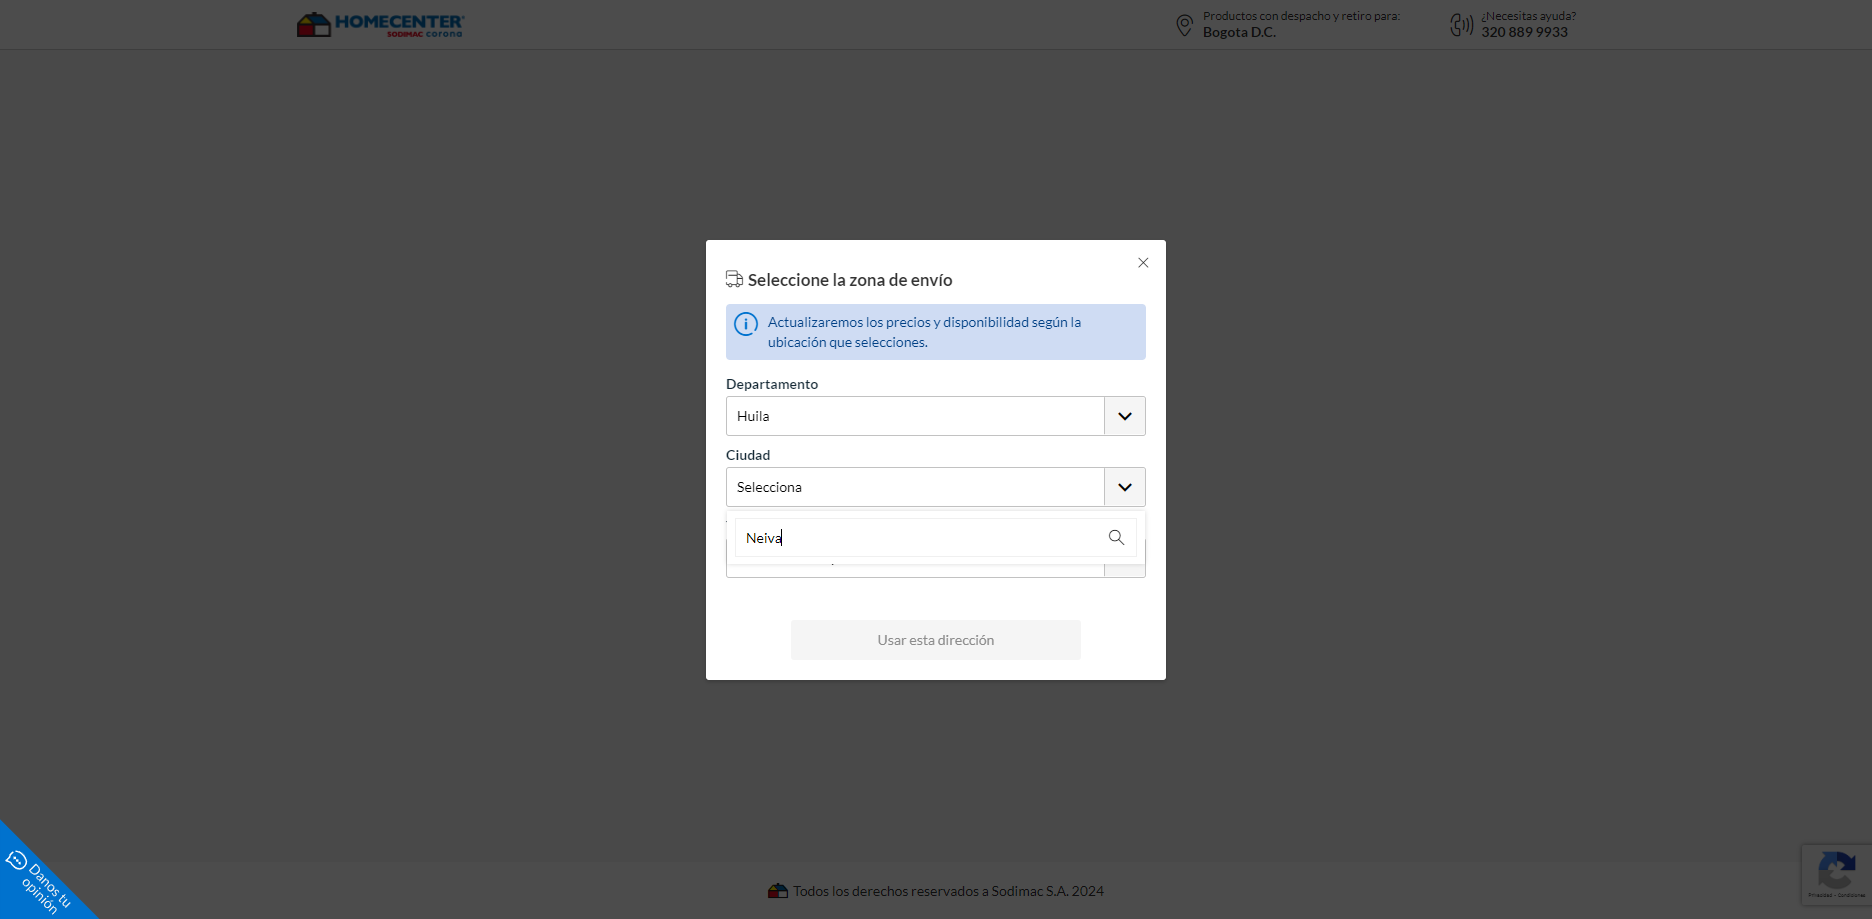 HOMECENTER
SODIMAC corona
Productos con despacho y retiro para:
Bogota D.C.
¿Necesitas ayuda?
320 889 9933
Seleccione la zona de envío
Actualizaremos los precios y disponibilidad según la
ubicación que selecciones.
Departamento
Huila
Ciudad
Selecciona
Neiva
Usar esta dirección
Danos tu
opinión
Todos los derechos reservados a Sodimac S.A. 2024
Privacidad - Condiciones